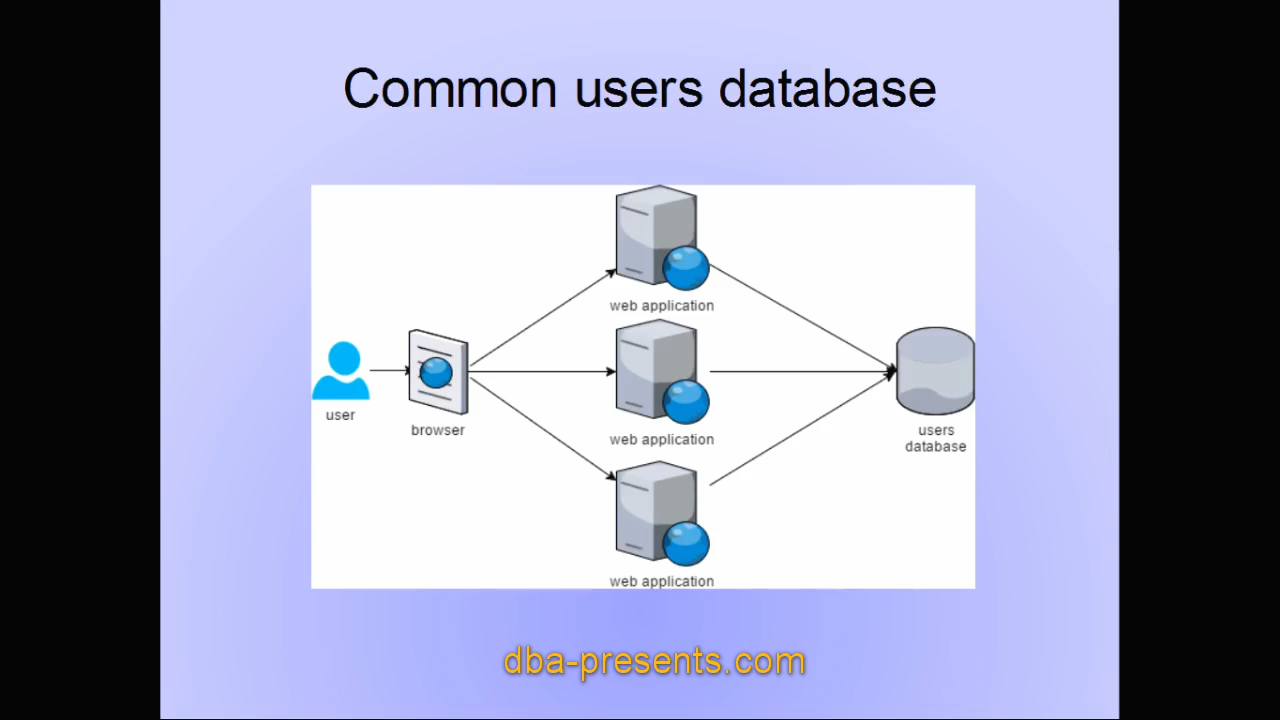 Common users database
web application
user
browser
web application
users
database
web application
dba-presents.com